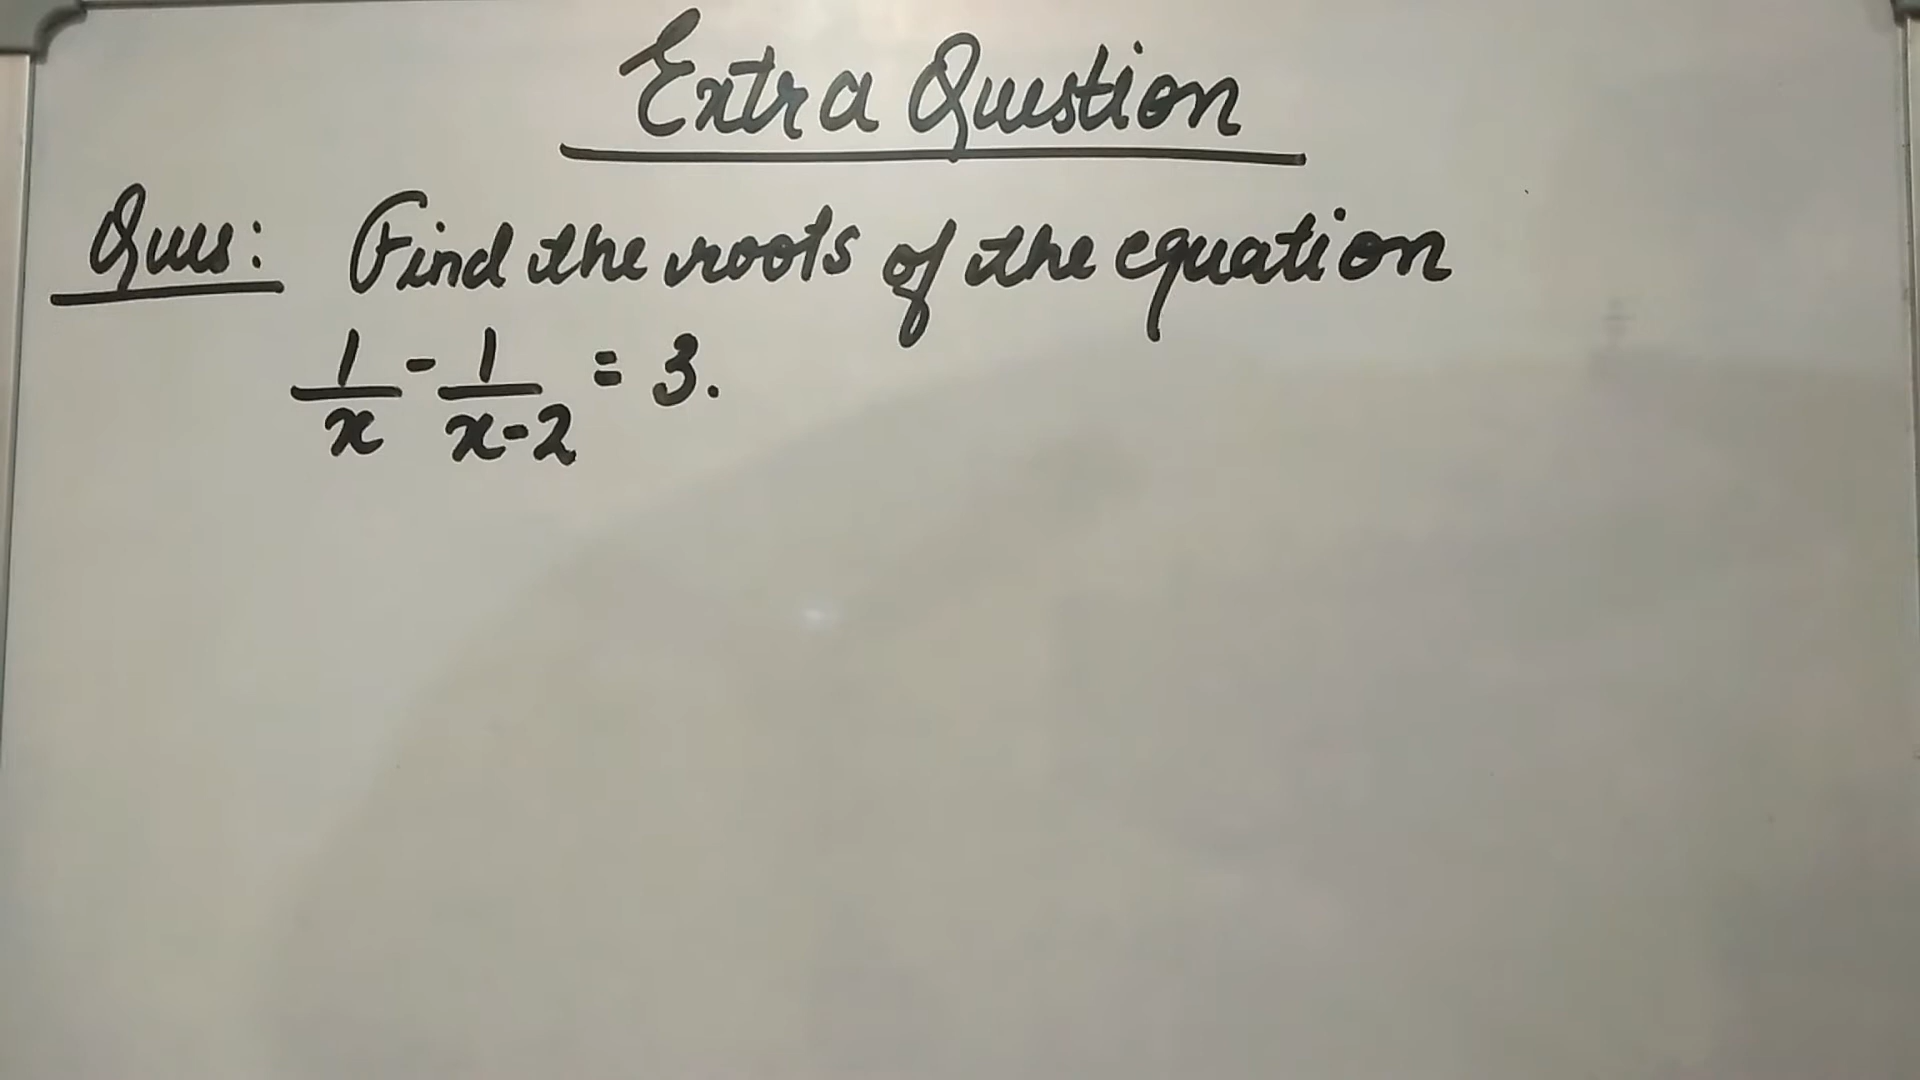 Extra Question
Ques: Find the roots of the equation
1/x - 1/x-2 = 3.